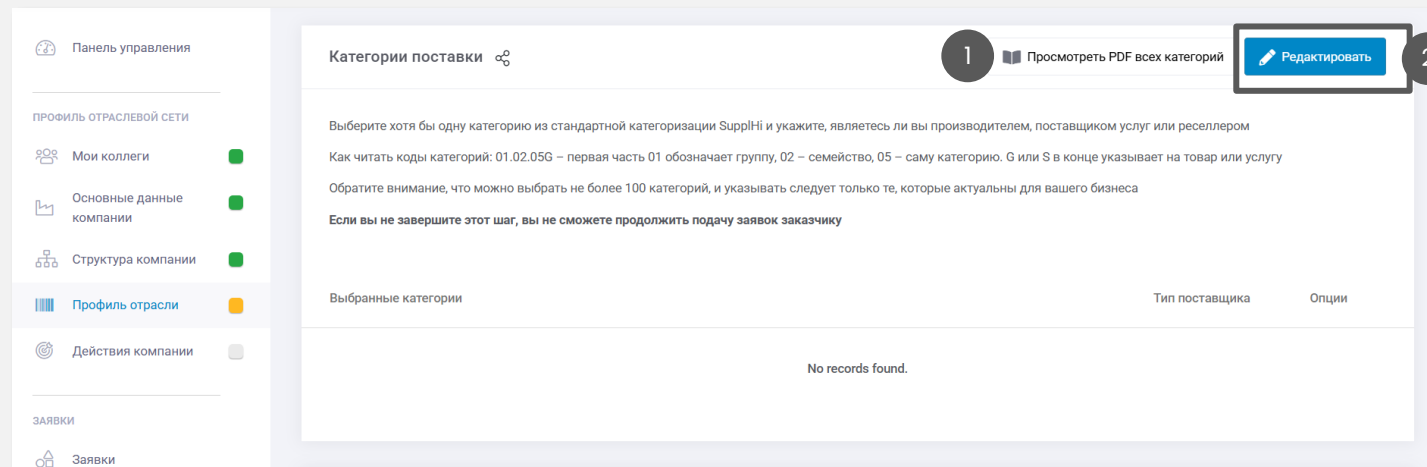 Панель управления
ПРОФИЛЬ ОТРАСЛЕВОЙ СЕТИ
Мои коллеги
Основные данные
компании
Структура компании
Профиль отрасли
Действия компании
ЗАЯВКИ
Заявки
Категории поставки
1
Просмотреть PDF всех категорий
Редактировать
2
Выберите хотя бы одну категорию из стандартной категоризации SupplHi и укажите, являетесь ли вы производителем, поставщиком услуг или реселлером
Как читать коды категорий: 01.02.05G – первая часть 01 обозначает группу, 02 – семейство, 05 – саму категорию. G или S в конце указывает на товар или услугу
Обратите внимание, что можно выбрать не более 100 категорий, и указывать следует только те, которые актуальны для вашего бизнеса
Если вы не завершите этот шаг, вы не сможете продолжить подачу заявок заказчику
Выбранные категории
Тип поставщика
Опции
No records found.